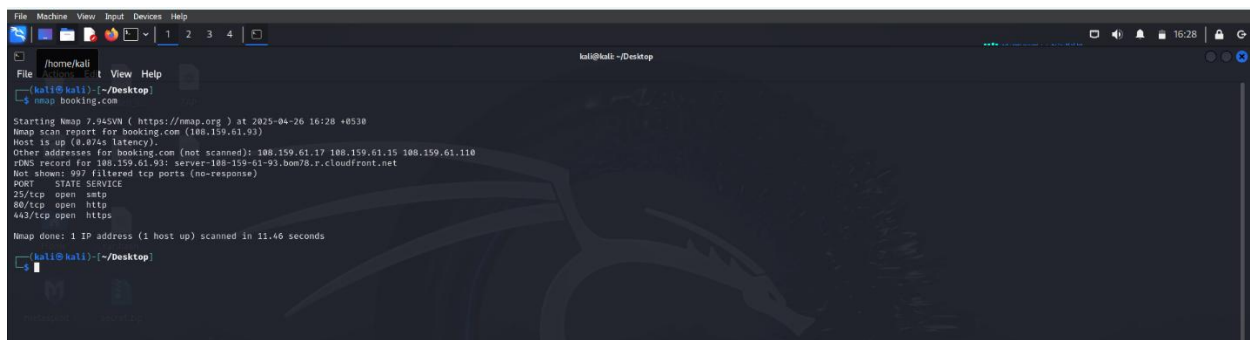 File Machine View Input Devices Help
1 2 3 4
16:28
/home/kali
kali@kali: ~/Desktop
File Actions Edit View Help
(kali㉿kali)-[~/Desktop]
$ nmap booking.com
Starting Nmap 7.94SVN ( https://nmap.org ) at 2025-04-26 16:28 +0530
Nmap scan report for booking.com (108.159.61.93)
Host is up (0.074s latency).
Other addresses for booking.com (not scanned): 108.159.61.17 108.159.61.15 108.159.61.110
rDNS record for 108.159.61.93: server-108-159-61-93.bom78.r.cloudfront.net
Not shown: 997 filtered tcp ports (no-response)
PORT STATE SERVICE
25/tcp open smtp
80/tcp open http
443/tcp open https
Nmap done: 1 IP address (1 host up) scanned in 11.46 seconds
(kali㉿kali)-[~/Desktop]
$